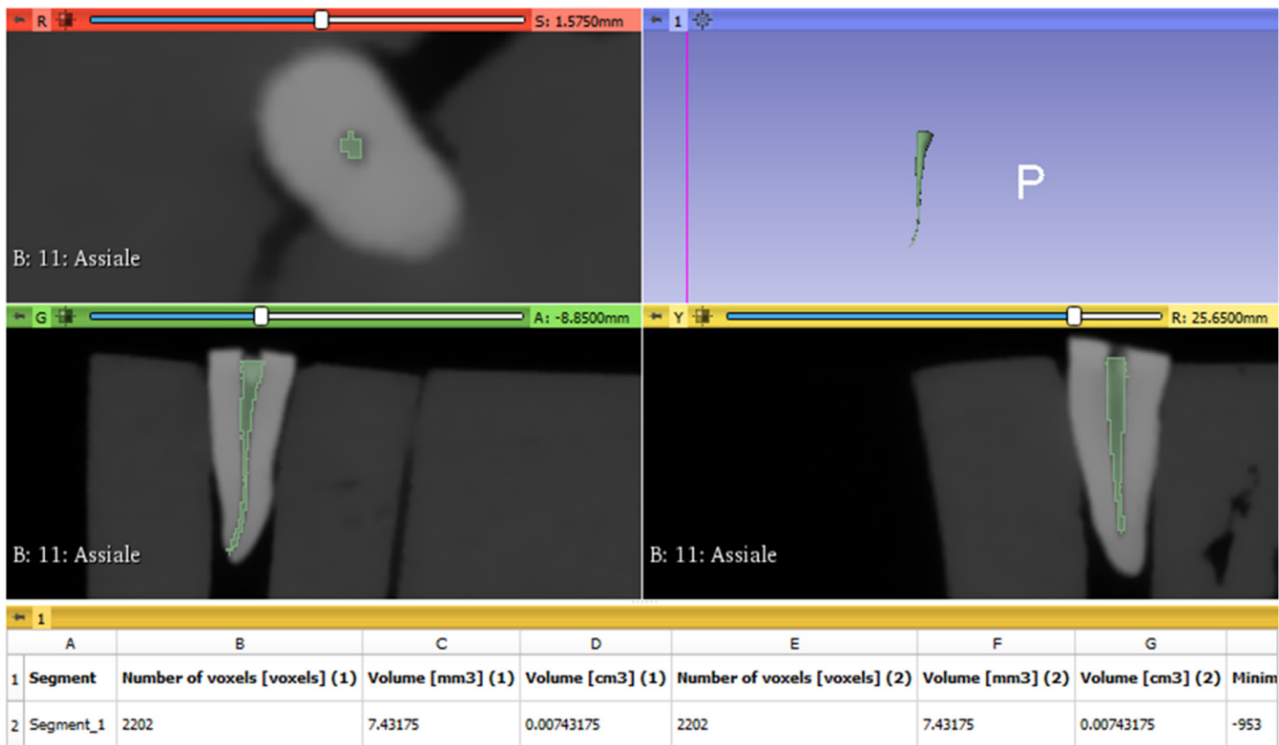 R S: 1.5750mm
1
B: 11: Assiale
P
G A: -8.8500mm
Y R: 25.6500mm
B: 11: Assiale
B: 11: Assiale
1
A B C D E F G
1 Segment Number of voxels [voxels] (1) Volume [mm3] (1) Volume [cm3] (1) Number of voxels [voxels] (2) Volume [mm3] (2) Volume [cm3] (2) Minim
2 Segment_1 2202 7.43175 0.00743175 2202 7.43175 0.00743175 -953